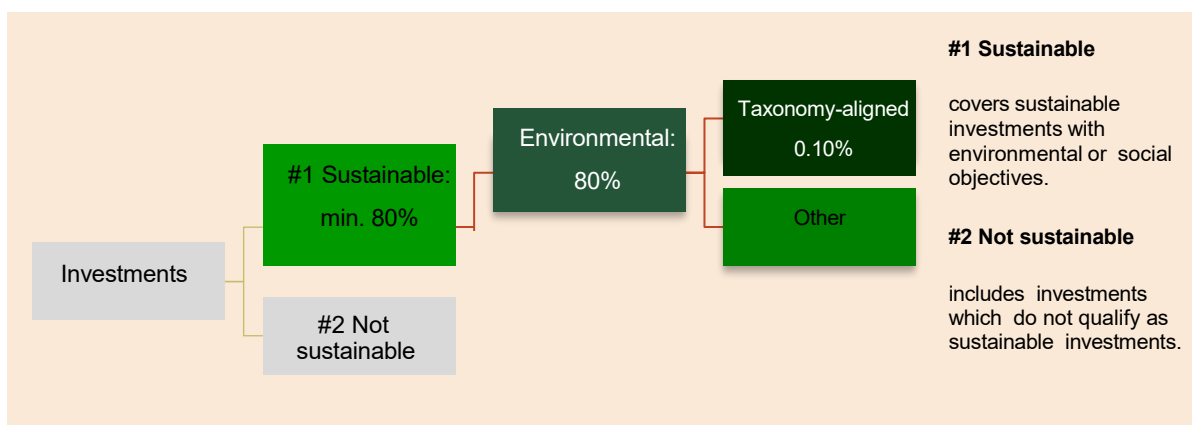 Investments
#1 Sustainable:
min. 80%
#2 Not
sustainable
Environmental:
80%
Taxonomy-aligned
0.10%
Other
#1 Sustainable
covers sustainable
investments with
environmental or social
objectives.
#2 Not sustainable
includes investments
which do not qualify as
sustainable investments.